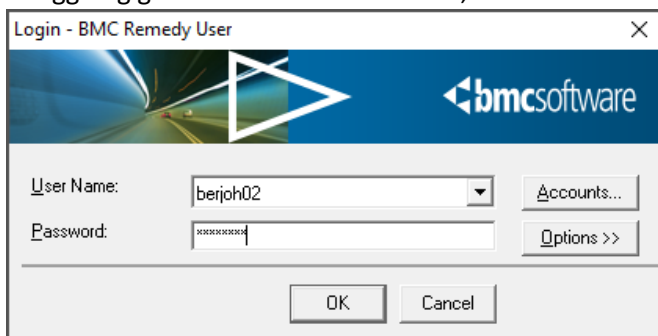 Login - BMC Remedy User
bmcsoftware
User Name:
berjoh02
Accounts...
Password:
××××××××
Options >>
OK
Cancel